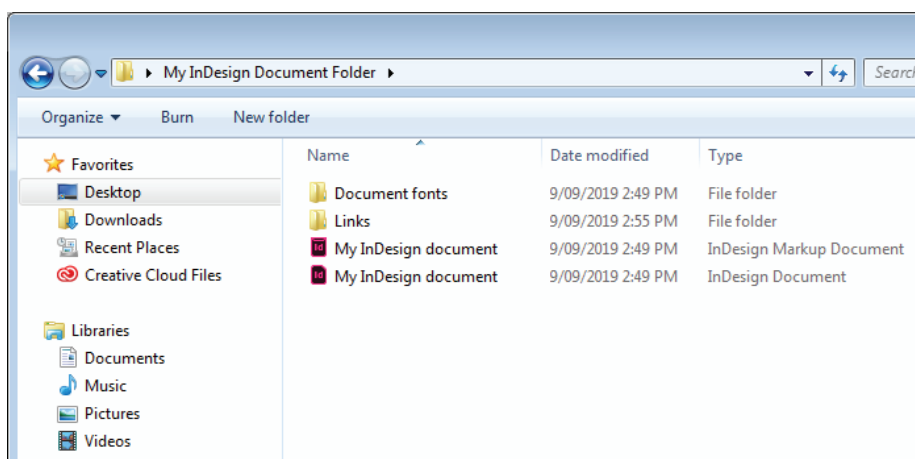 My InDesign Document Folder
Search
Organize Burn New folder
Name Date modified Type
Favorites
Desktop
Downloads
Recent Places
Creative Cloud Files
Libraries
Documents
Music
Pictures
Videos
Document fonts 9/09/2019 2:49 PM File folder
Links 9/09/2019 2:55 PM File folder
Id My InDesign document 9/09/2019 2:49 PM InDesign Markup Document
Id My InDesign document 9/09/2019 2:49 PM InDesign Document